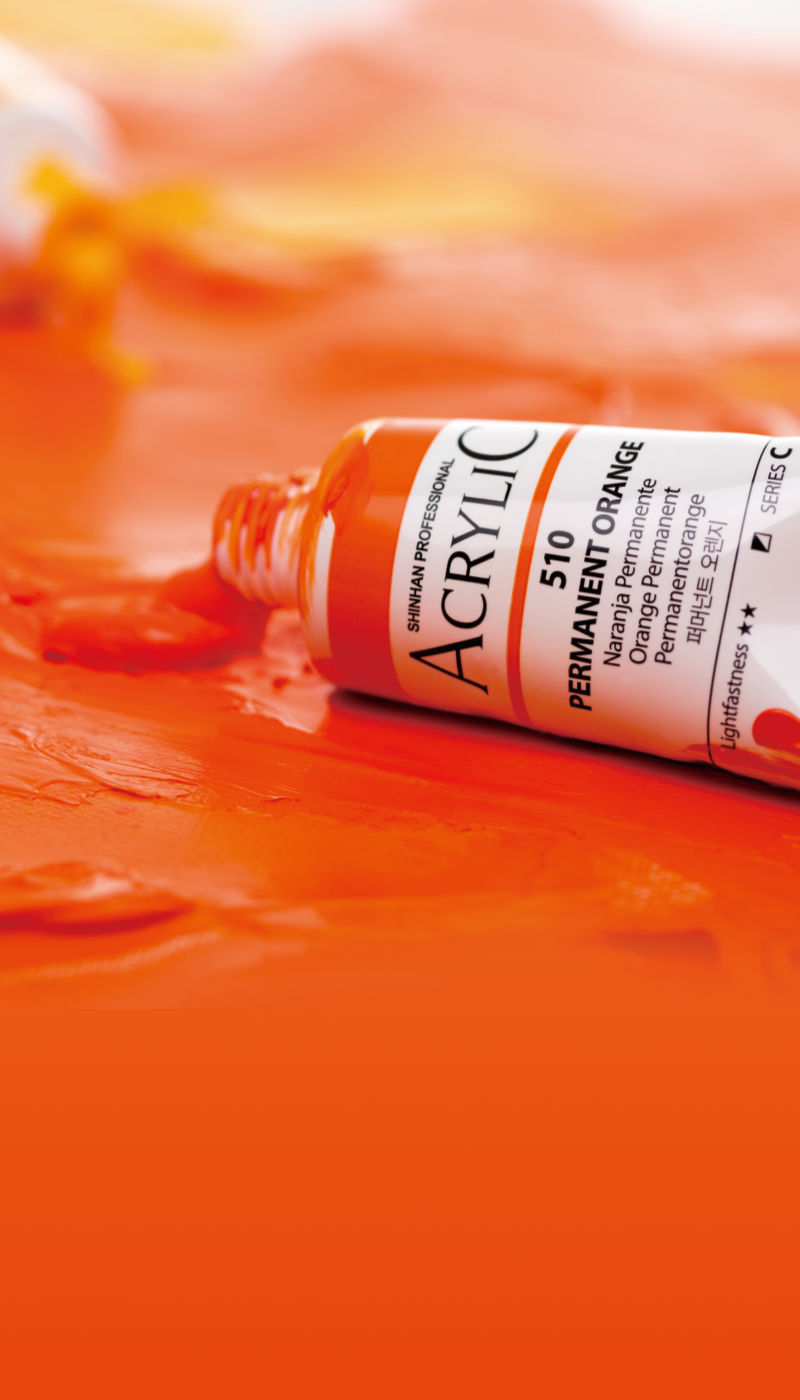 SHINHAN PROFESSIONAL
ACRYLIC
510
PERMANENT ORANGE
Naranja Permanente
Orange Permanent
Permanentorange
퍼머넌트 오렌지
Lightfastness ★★
SERIES C